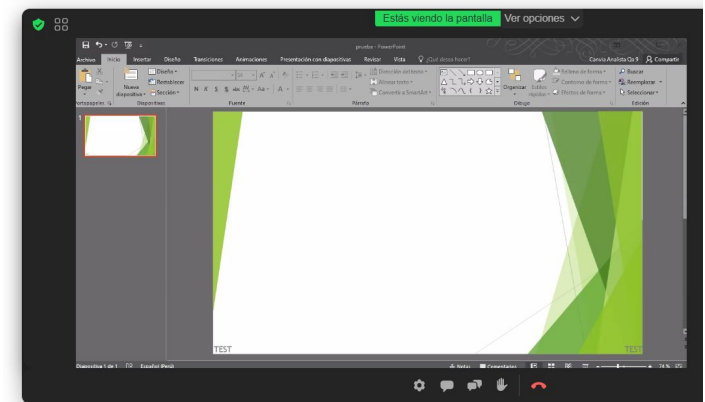 Estás viendo la pantalla Ver opciones
prueba - PowerPoint
Archivo Inicio Insertar Diseño Transiciones Animaciones Presentación con diapositivas Revisar Vista ¿Qué desea hacer? Compartir
Pegar
Nueva diapositiva
Diseño
Restablecer
Sección
Dirección del texto
Alinear texto
Convertir a SmartArt
Organizar
Estilos rápidos
Relleno de forma
Contorno de forma
Efectos de forma
Buscar
Reemplazar
Seleccionar
Portapapeles Diapositivas Fuente Párrafo Dibujo Edición
1
TEST TEST
Diapositiva 1 de 1 Español (Perú) Notas Comentarios 74 %